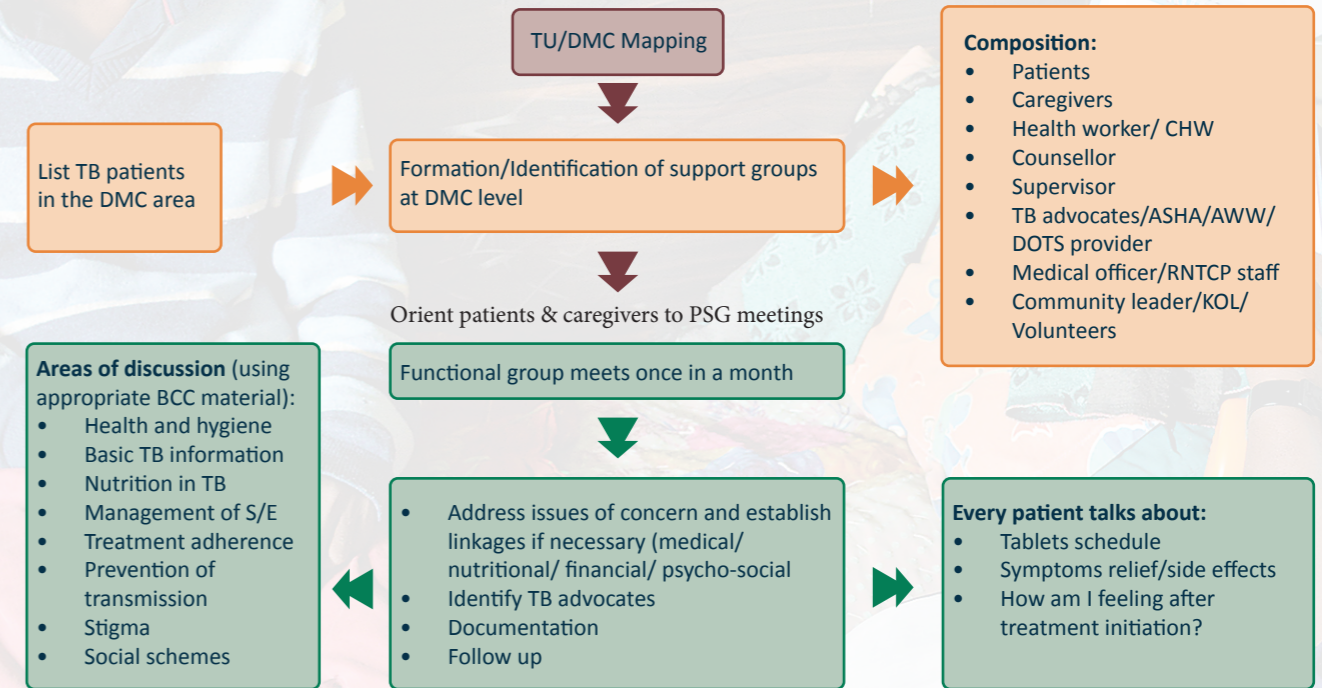 TU/DMC Mapping
List TB patients
in the DMC area
Formation/Identification of support groups
at DMC level
Composition:
• Patients
• Caregivers
• Health worker/ CHW
• Counsellor
• Supervisor
• TB advocates/ASHA/AWW/
DOTS provider
• Medical officer/RNTCP staff
• Community leader/KOL/
Volunteers
Orient patients & caregivers to PSG meetings
Functional group meets once in a month
Areas of discussion (using
appropriate BCC material):
• Health and hygiene
• Basic TB information
• Nutrition in TB
• Management of S/E
• Treatment adherence
• Prevention of
transmission
• Stigma
• Social schemes
• Address issues of concern and establish
linkages if necessary (medical/
nutritional/ financial/ psycho-social
• Identify TB advocates
• Documentation
• Follow up
Every patient talks about:
• Tablets schedule
• Symptoms relief/side effects
• How am I feeling after
treatment initiation?